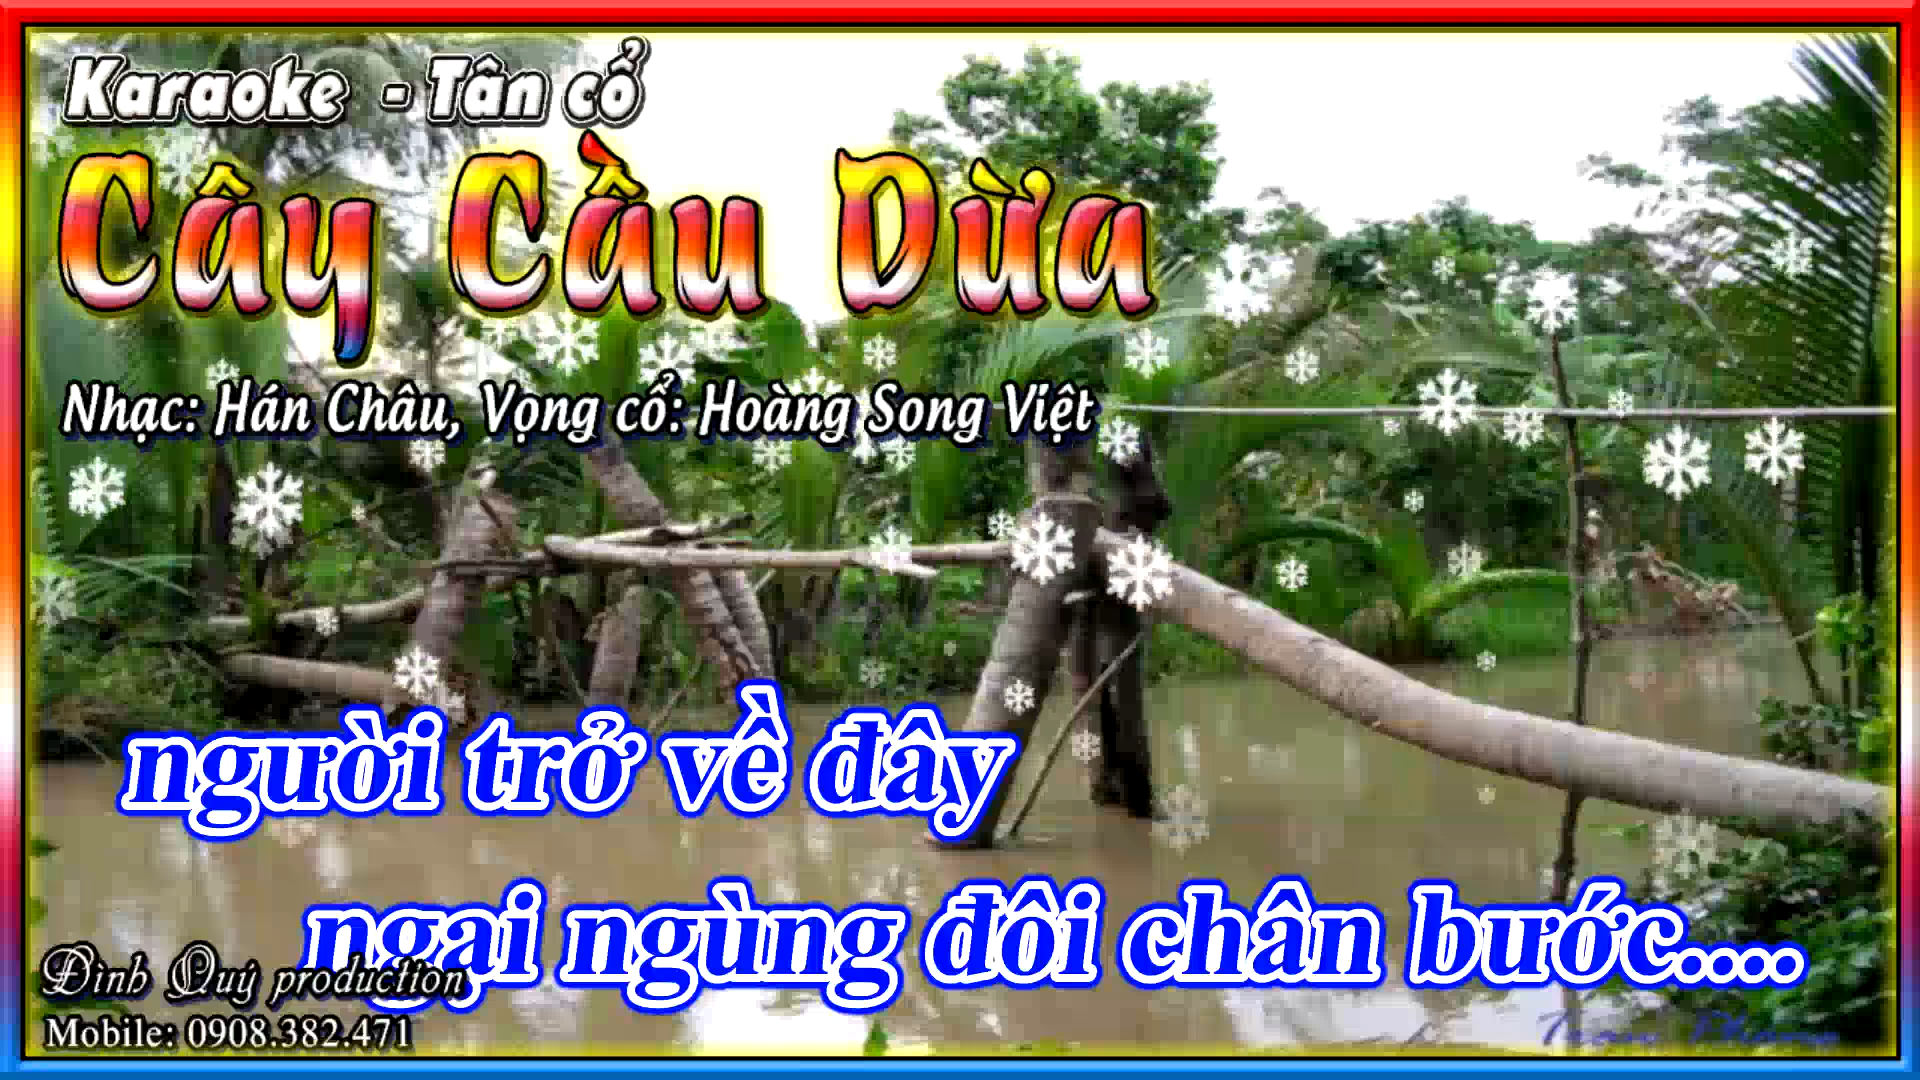 Karaoke - Tân cổ
Cây Cầu Dừa
Nhạc: Hán Châu, Vọng cổ: Hoàng Song Việt
người trở về đây
ngại ngùng đôi chân bước....
Đình Quý production
Mobile: 0908.382.471